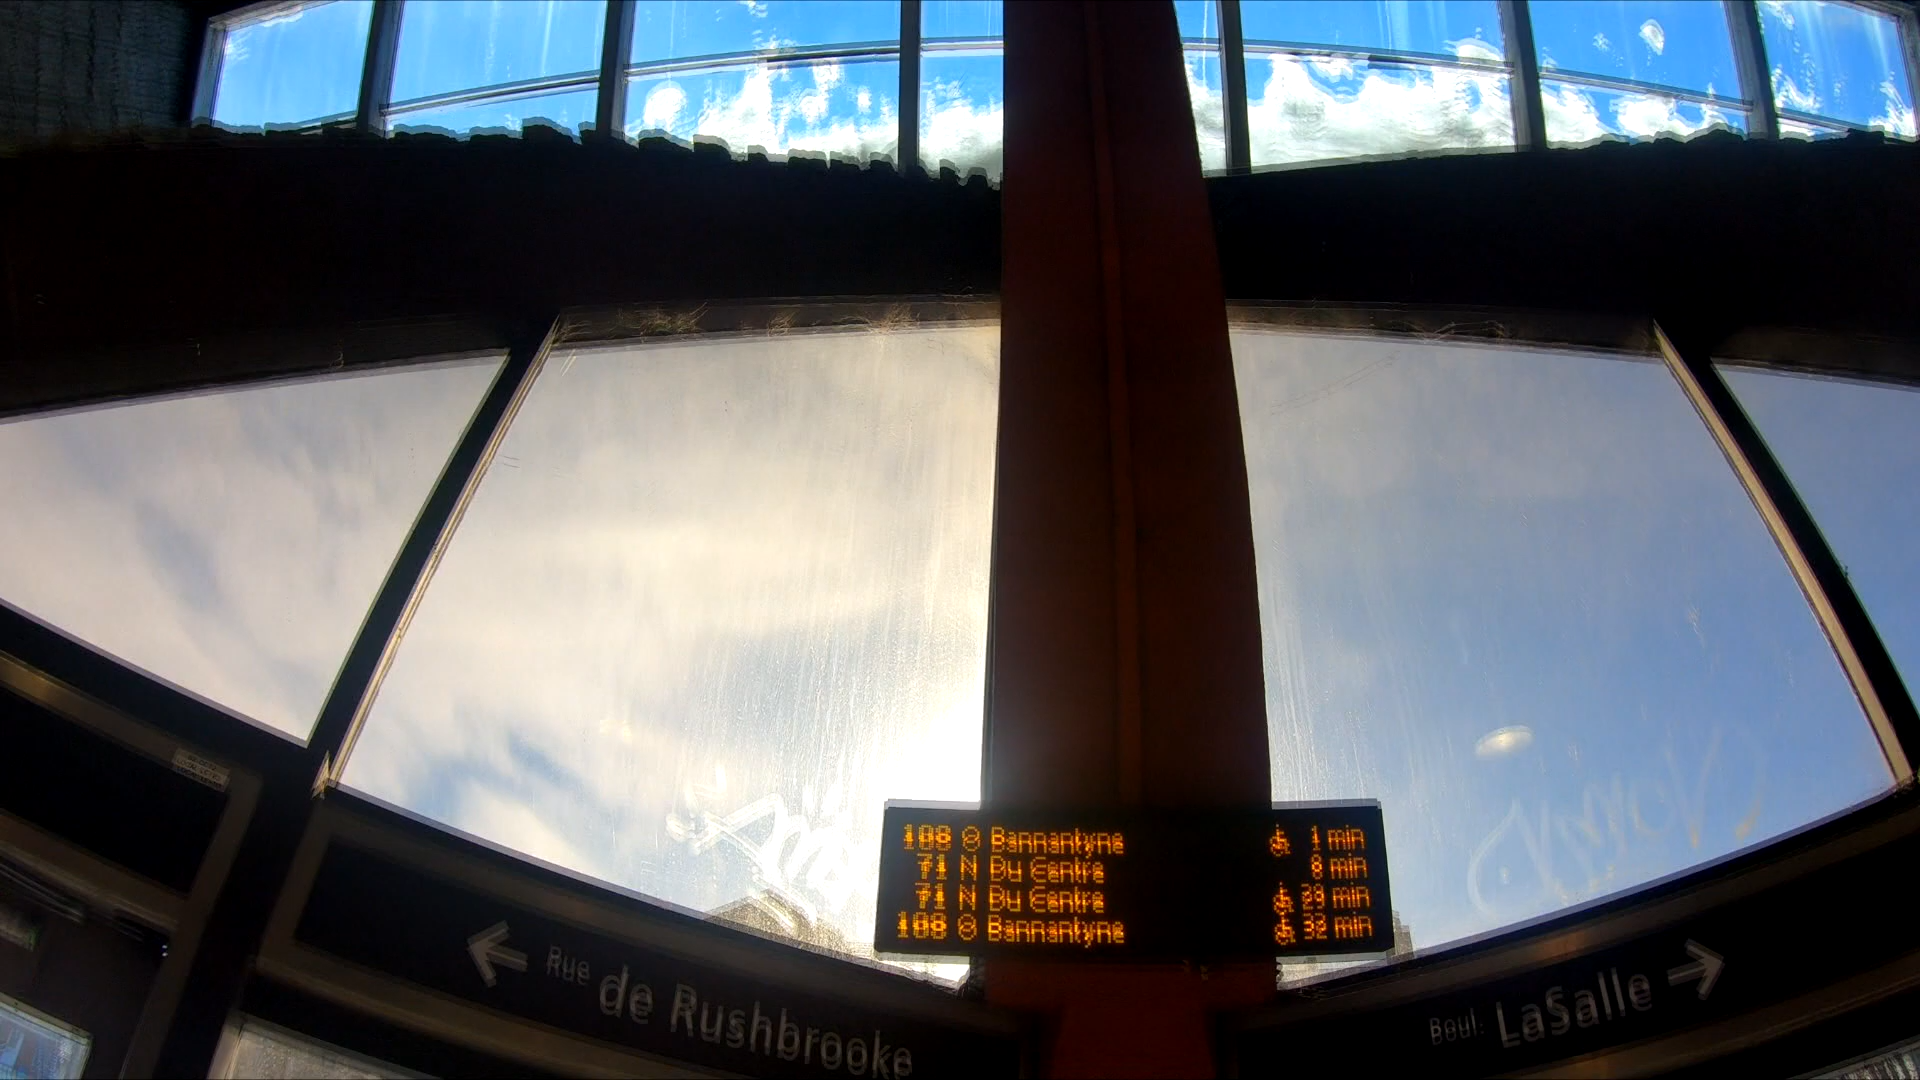 108 O Bannantyne 1 min
71 N Du Centre 8 min
71 N Du Centre 29 min
108 O Bannantyne 32 min
← Rue de Rushbrooke
Boul. LaSalle →